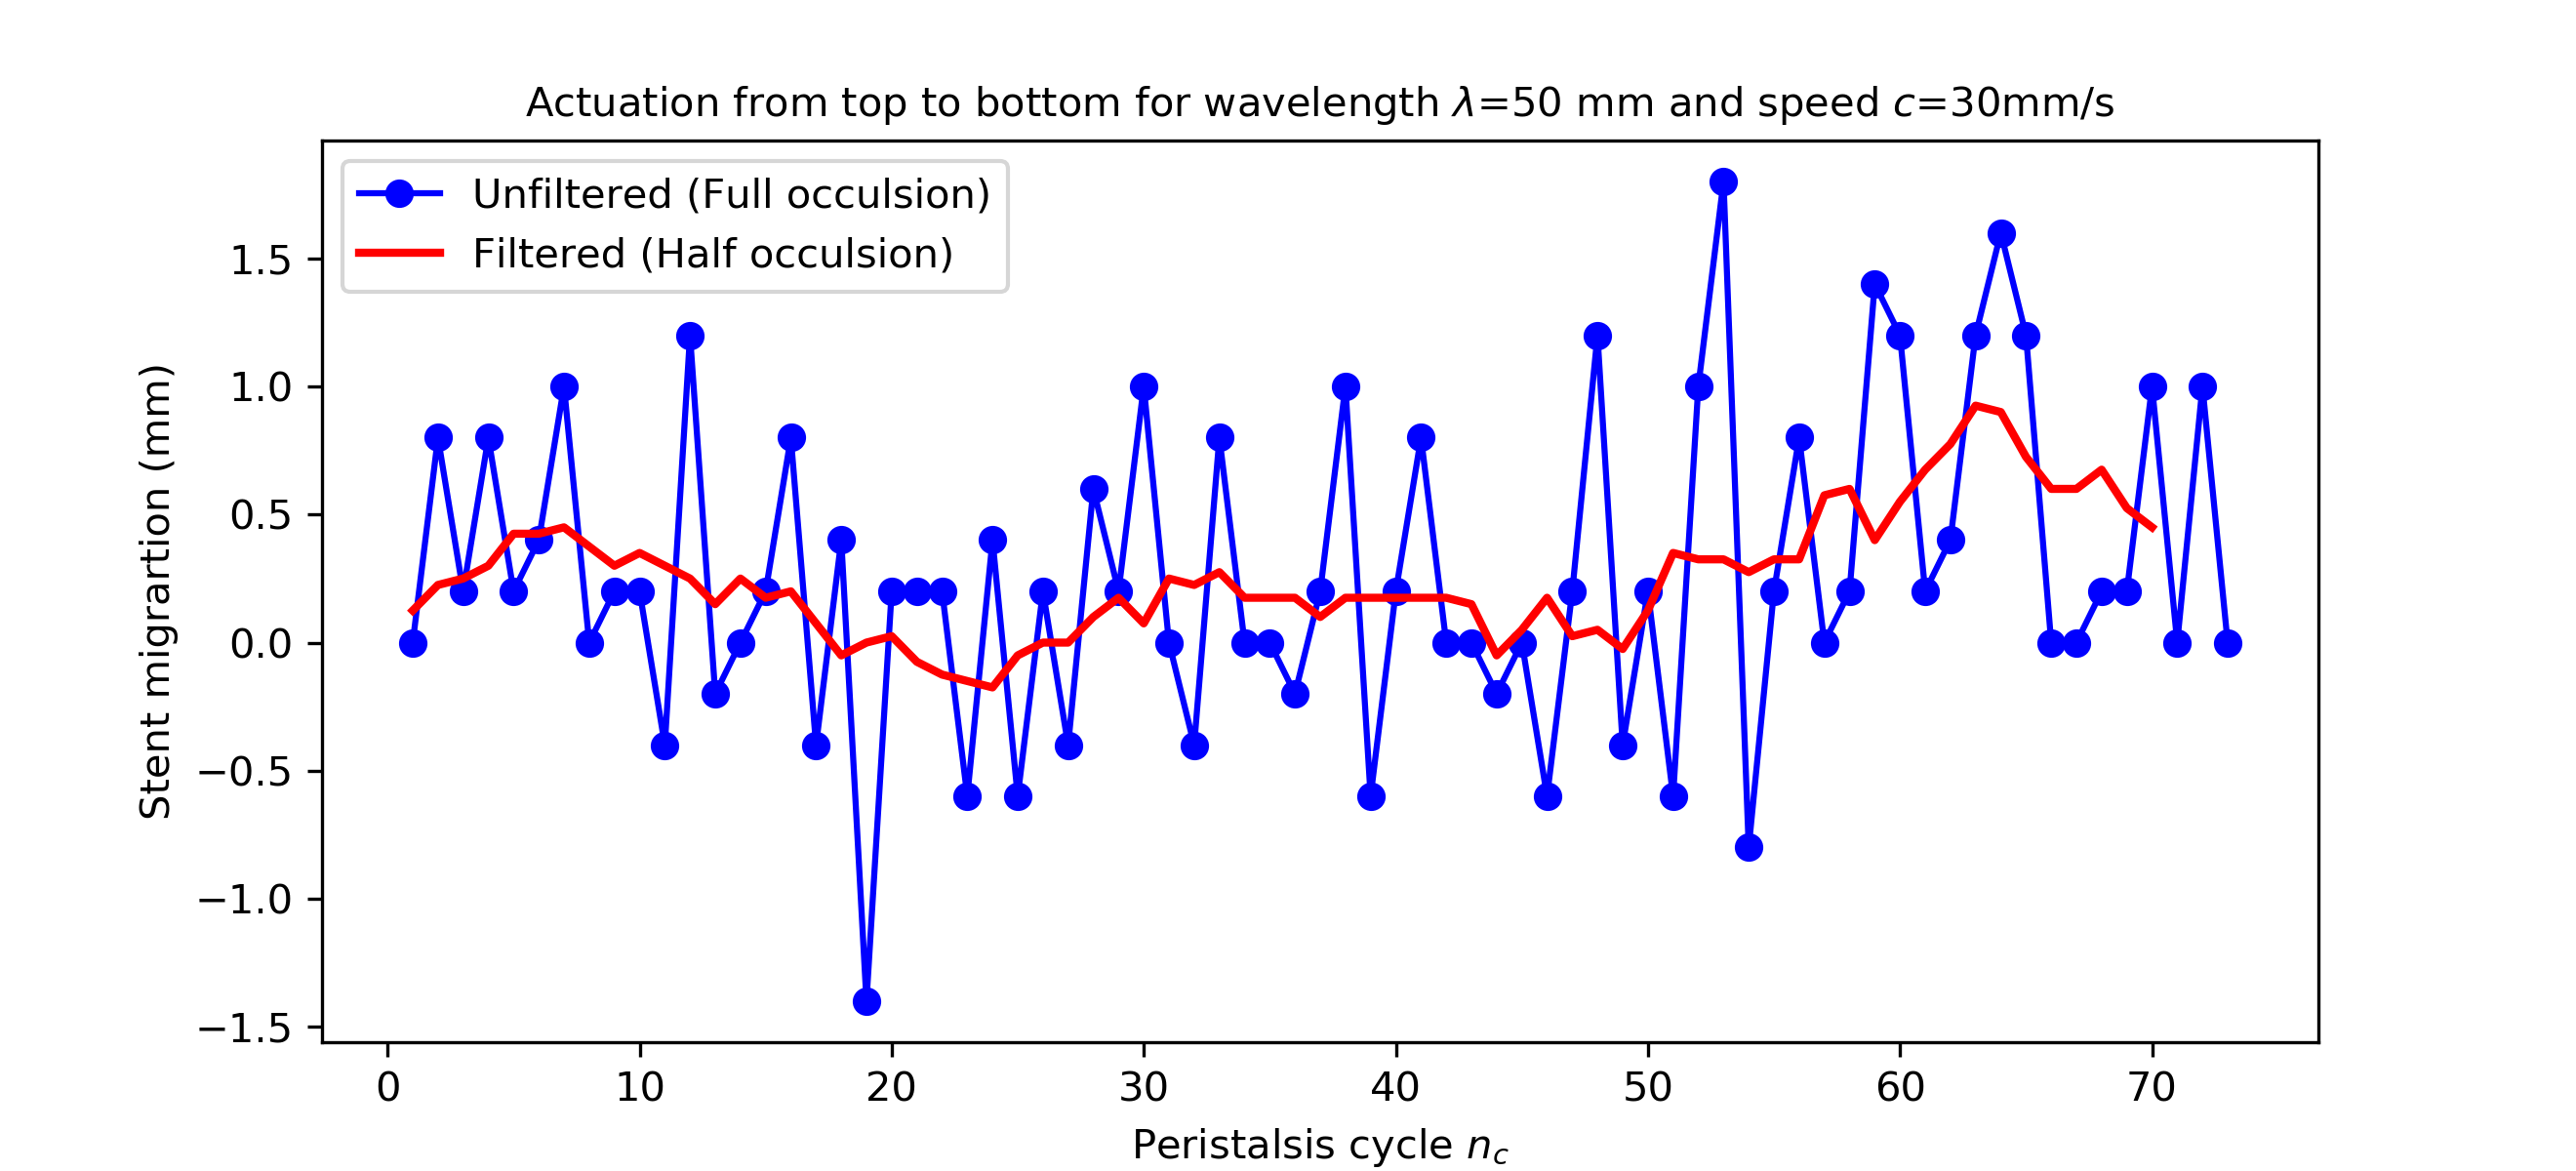 Actuation from top to bottom for wavelength λ=50 mm and speed c=30mm/s
Unfiltered (Full occulsion)
Filtered (Half occulsion)
Stent migrartion (mm)
1.5
1.0
0.5
0.0
−0.5
−1.0
−1.5
0 10 20 30 40 50 60 70
Peristalsis cycle n_c